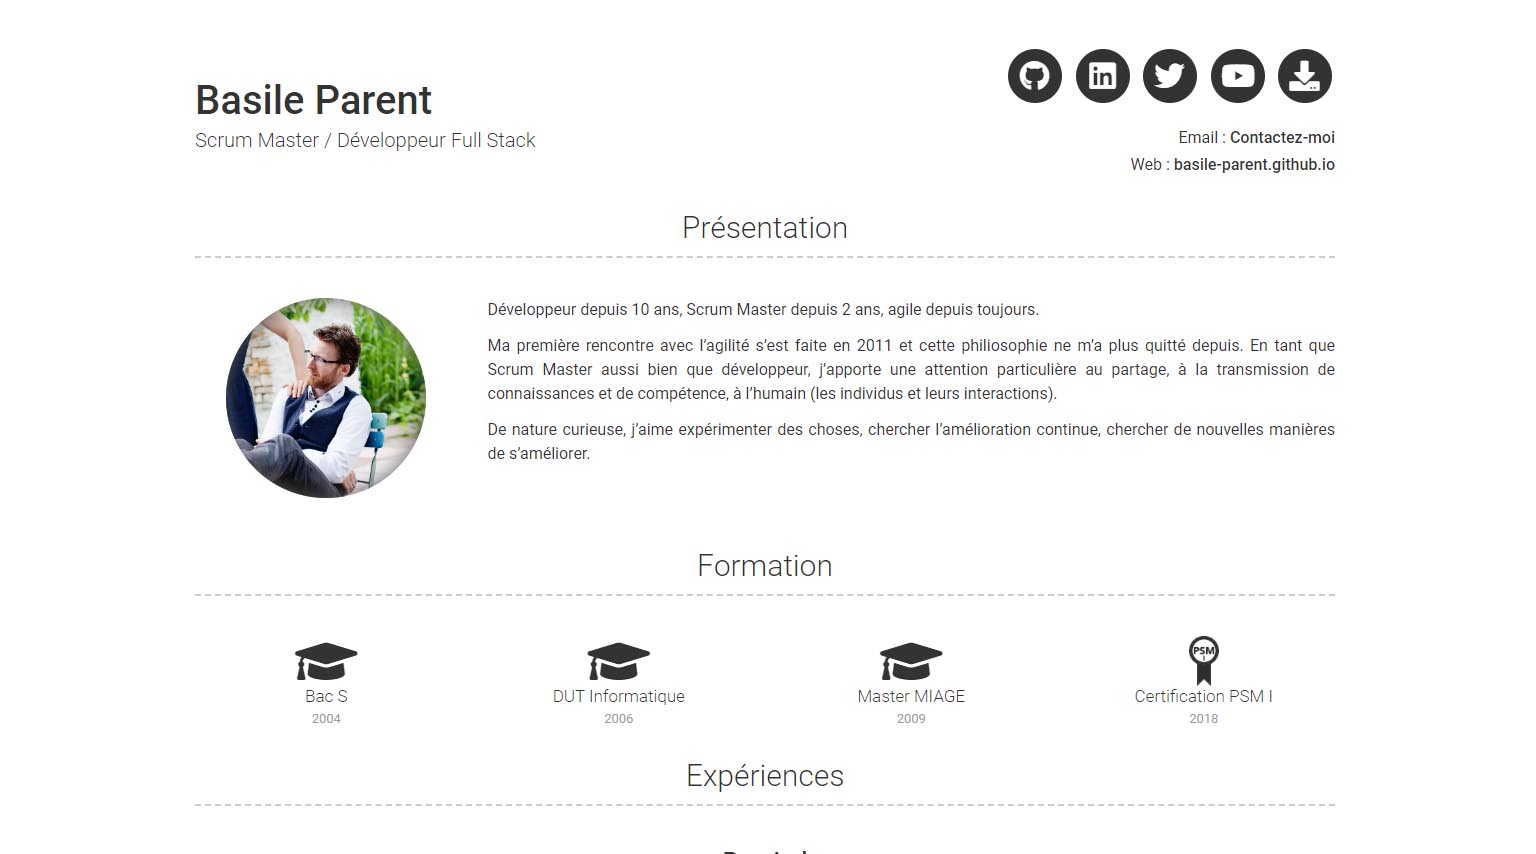 Basile Parent
Scrum Master / Développeur Full Stack
Email : Contactez-moi
Web : basile-parent.github.io
Présentation
Développeur depuis 10 ans, Scrum Master depuis 2 ans, agile depuis toujours.
Ma première rencontre avec l’agilité s’est faite en 2011 et cette philiosophie ne m’a plus quitté depuis. En tant que
Scrum Master aussi bien que développeur, j’apporte une attention particulière au partage, à la transmission de
connaissances et de compétence, à l’humain (les individus et leurs interactions).
De nature curieuse, j’aime expérimenter des choses, chercher l’amélioration continue, chercher de nouvelles manières
de s’améliorer.
Formation
PSM
I
Bac S
DUT Informatique
Master MIAGE
Certification PSM I
2004
2006
2009
2018
Expériences